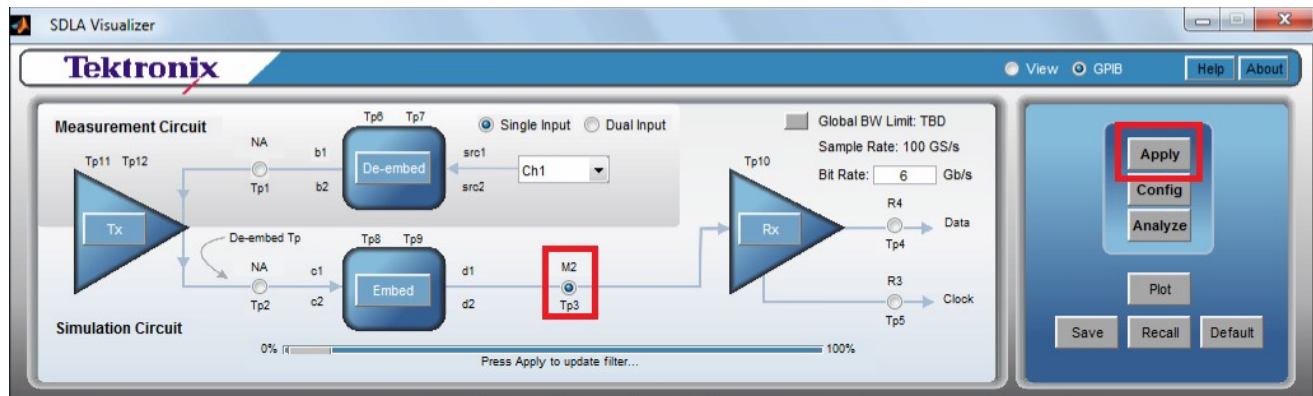 SDLA Visualizer
Tektronix
View GPIB Help About
Measurement Circuit
Tp6 Tp7
Single Input Dual Input
Global BW Limit: TBD
Sample Rate: 100 GS/s
Bit Rate: 6 Gb/s
Tp11 Tp12
NA
Tp1
b1
b2
De-embed
src1
src2
Ch1
Tp10
Tx
Rx
R4
Tp4
Data
De-embed Tp
Tp8 Tp9
NA
Tp2
c1
c2
Embed
d1
d2
M2
Tp3
R3
Tp5
Clock
Simulation Circuit
0% 100%
Press Apply to update filter...
Apply
Config
Analyze
Plot
Save Recall Default